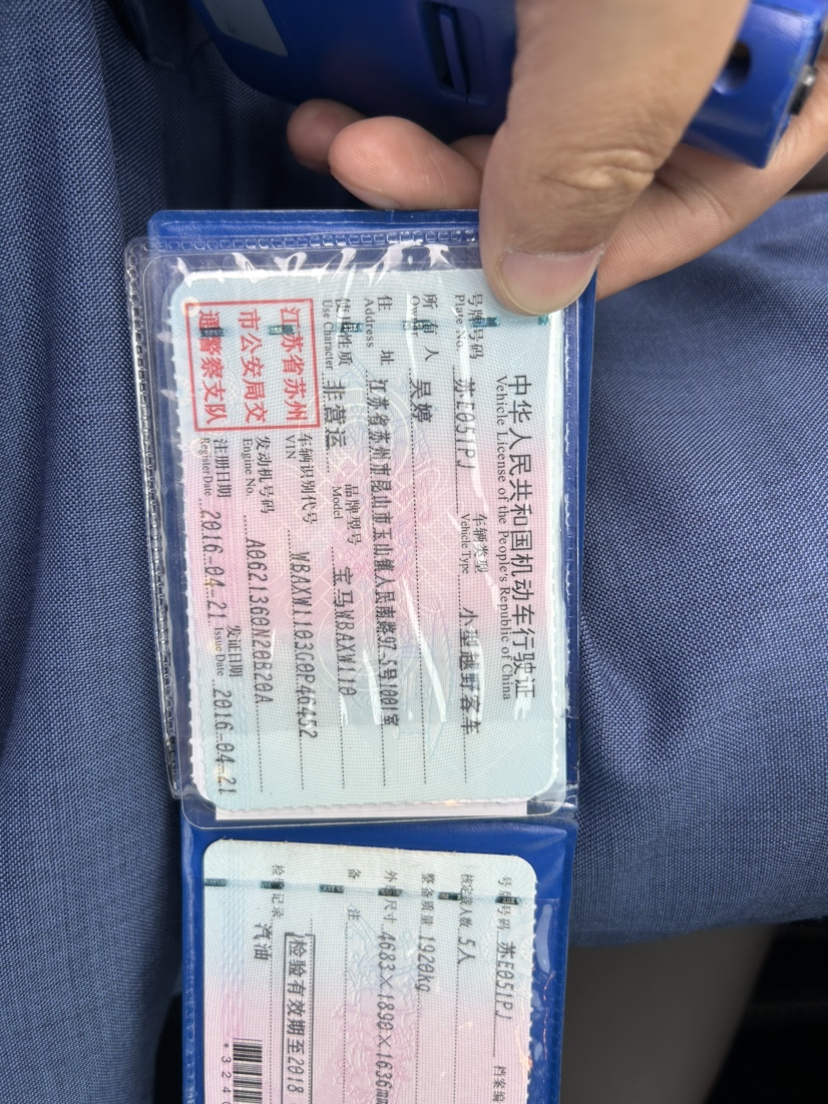 中华人民共和国机动车行驶证
Vehicle License of the People's Republic of China
号牌号码 苏E051PJ 车辆类型 小型越野客车
Plate No. Vehicle Type
所有人 吴婷
Owner
住址 江苏省苏州市昆山市玉山镇人民南路97-5号1001室
Address
使用性质 非营运 品牌型号 宝马WBAXW110
Use Character Model
江苏省苏州
市公安局交
通警察支队
车辆识别代号 WBAXW1103G0P46452
VIN
发动机号码 A0621360N20B20A
Engine No.
注册日期 2016-04-21 发证日期 2016-04-21
Register Date Issue Date
号牌号码 苏E051PJ 档案编
核定载人数 5人
整备质量 1920kg
外廓尺寸 4683×1890×1636mm
备注
检验有效期至2018
检验记录 汽油
*324